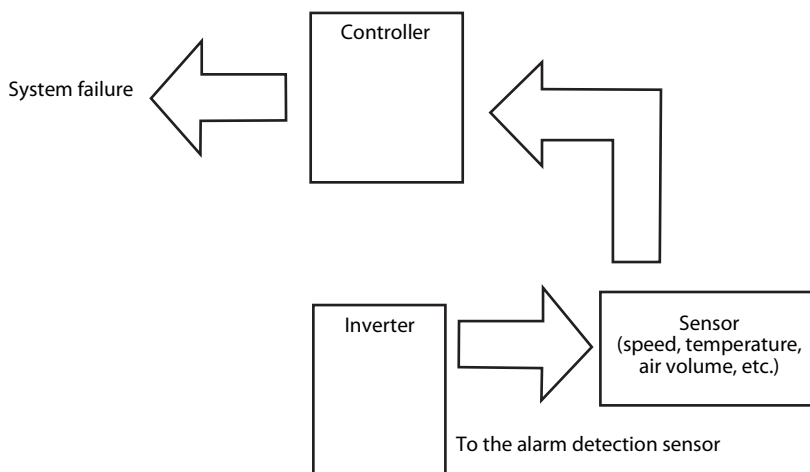 Controller
System failure
Inverter
Sensor
(speed, temperature,
air volume, etc.)
To the alarm detection sensor